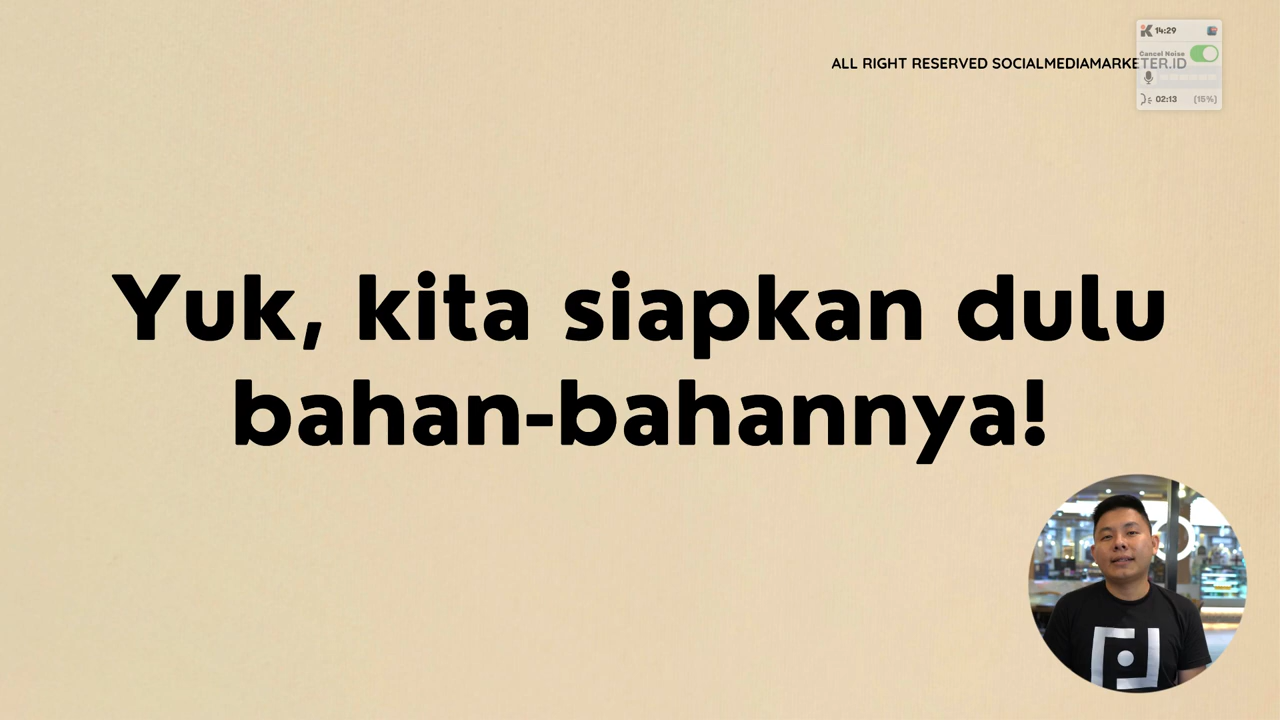 14:29
Cancel Noise
ALL RIGHT RESERVED SOCIALMEDIAMARKETER.ID
02:13 (15%)
Yuk, kita siapkan dulu
bahan-bahannya!